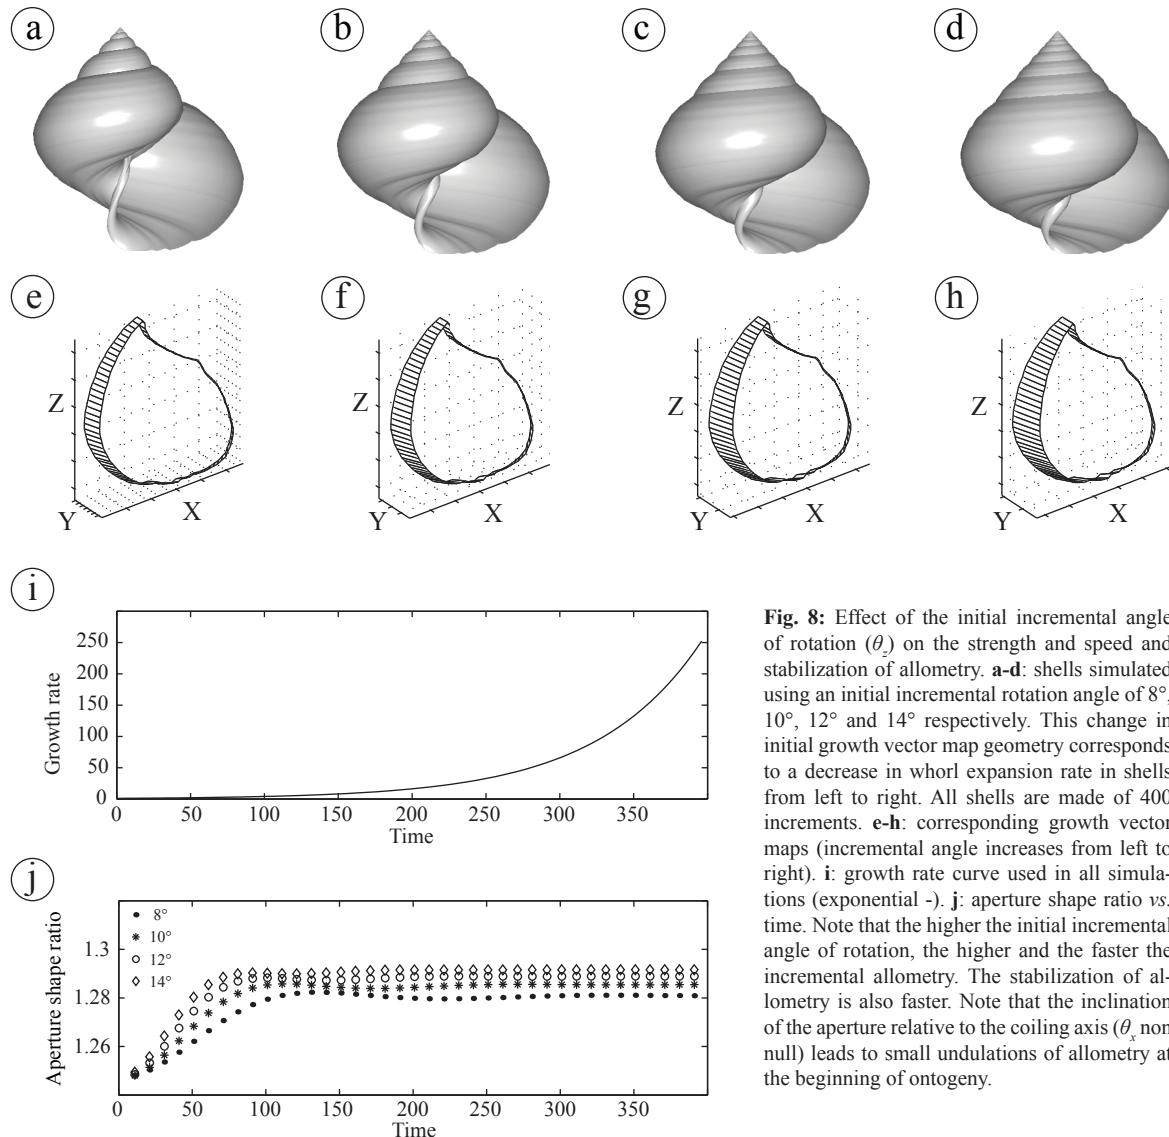 a
b
c
d
e
f
g
h
Z
Z
Z
Z
Y
X
Y
X
Y
X
Y
X
i
250
200
150
100
50
0
Growth rate
0
50
100
150
200
250
300
350
Time
j
8°
10°
12°
14°
1.3
1.28
1.26
Aperture shape ratio
0
50
100
150
200
250
300
350
Time
Fig. 8: Effect of the initial incremental angle
of rotation (θz) on the strength and speed and
stabilization of allometry. a-d: shells simulated
using an initial incremental rotation angle of 8°,
10°, 12° and 14° respectively. This change in
initial growth vector map geometry corresponds
to a decrease in whorl expansion rate in shells
from left to right. All shells are made of 400
increments. e-h: corresponding growth vector
maps (incremental angle increases from left to
right). i: growth rate curve used in all simula-
tions (exponential -). j: aperture shape ratio vs.
time. Note that the higher the initial incremental
angle of rotation, the higher and the faster the
incremental allometry. The stabilization of al-
lometry is also faster. Note that the inclination
of the aperture relative to the coiling axis (θx non
null) leads to small undulations of allometry at
the beginning of ontogeny.